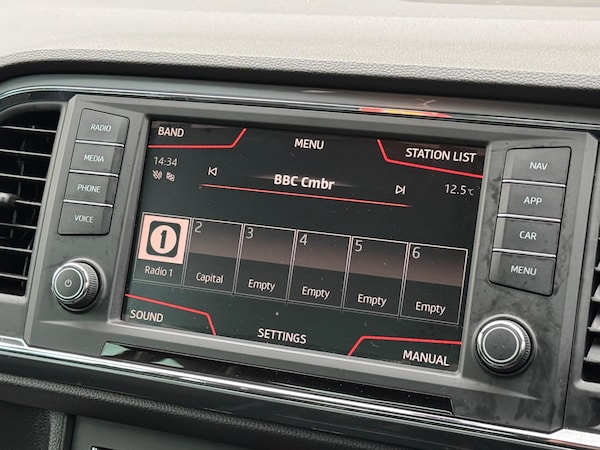 RADIO
MEDIA
PHONE
VOICE
BAND
MENU
STATION LIST
14:34
BBC Cmbr
12.5°C
1
Radio 1
2
Capital
3
Empty
4
Empty
5
Empty
6
Empty
SOUND
SETTINGS
MANUAL
NAV
APP
CAR
MENU